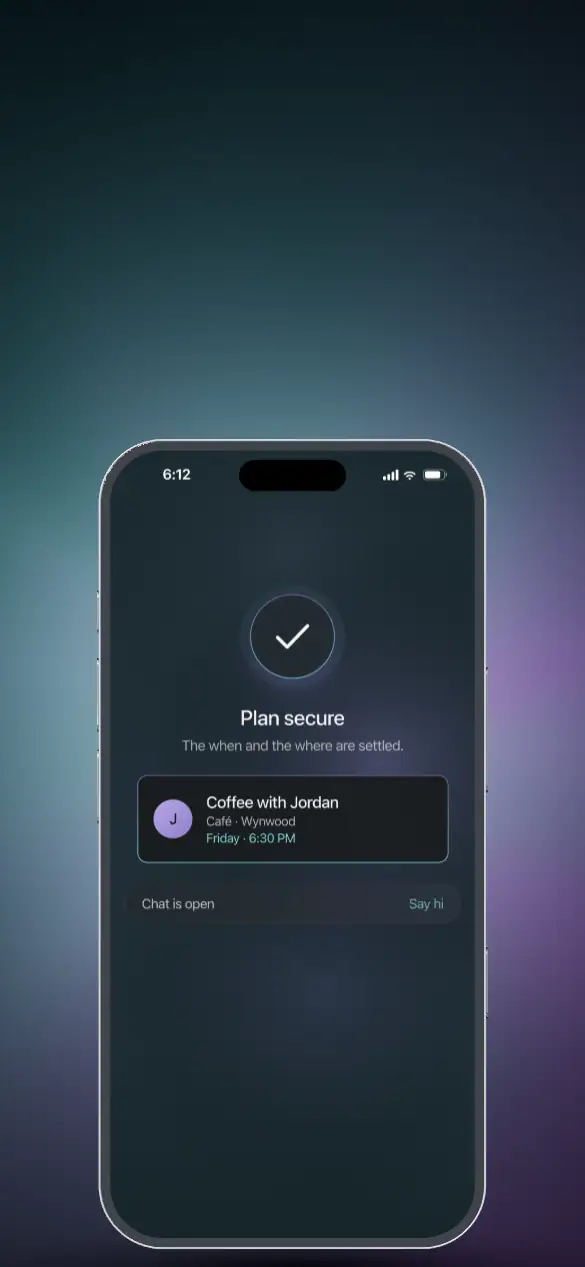 6:12
Plan secure
The when and the where are settled.
J
Coffee with Jordan
Café · Wynwood
Friday · 6:30 PM
Chat is open
Say hi